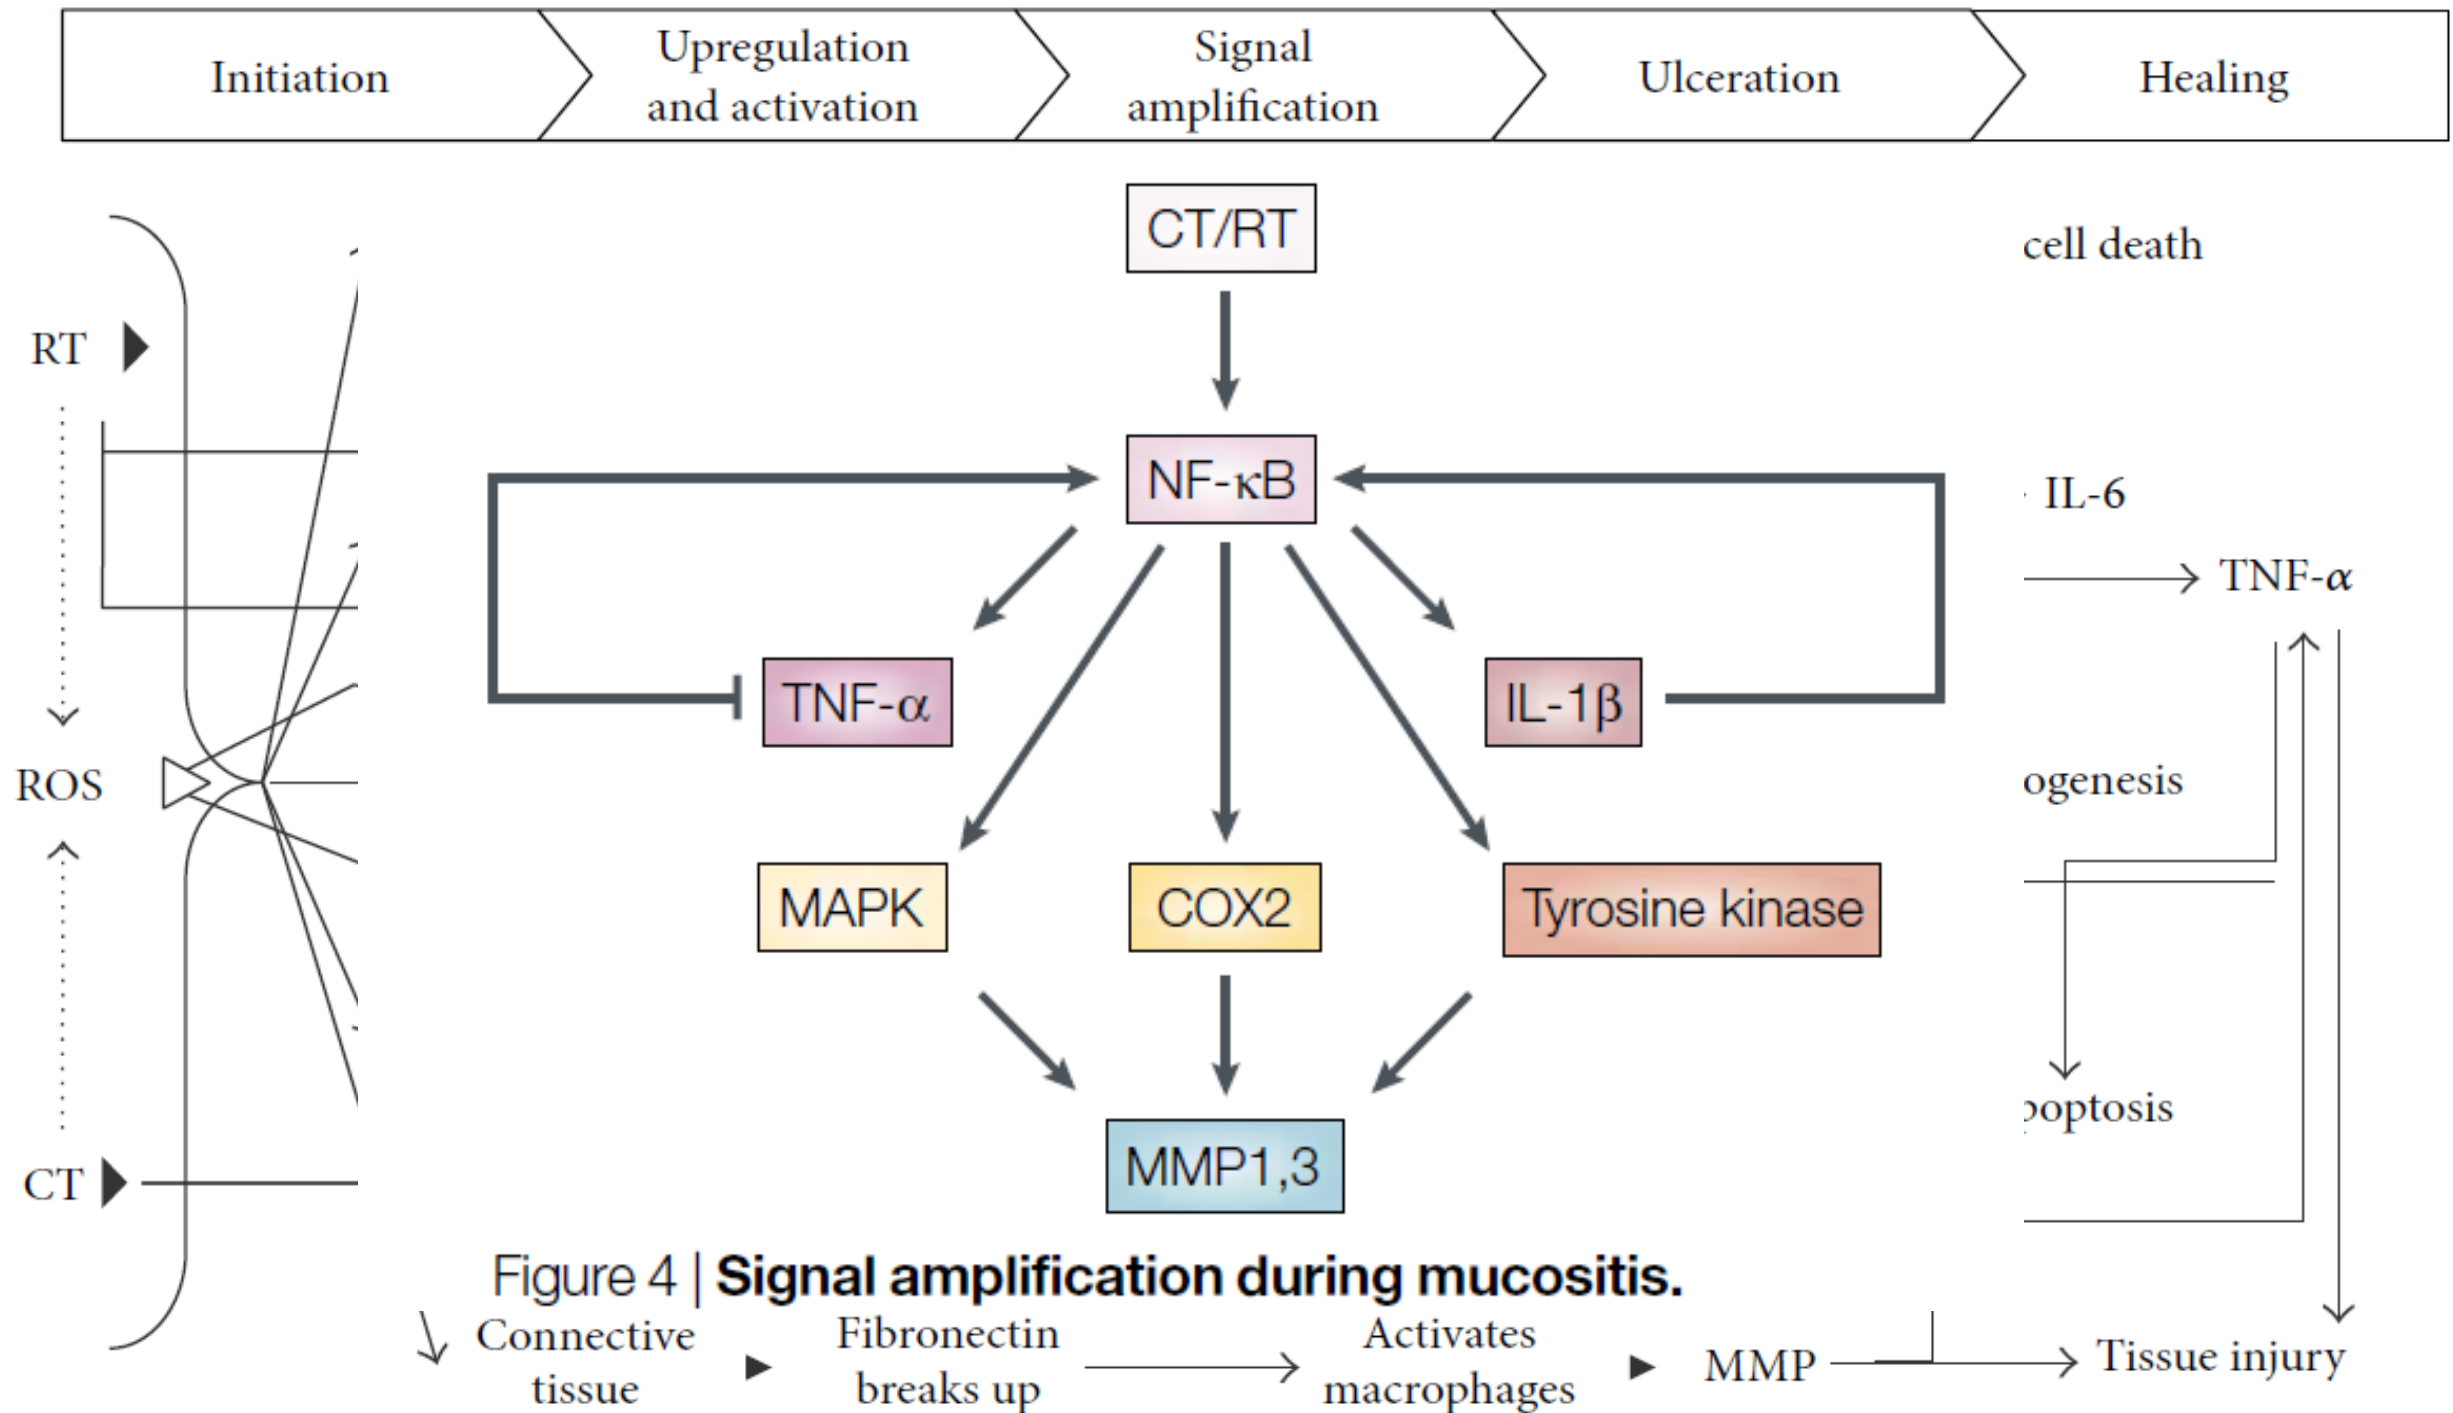 Initiation
Upregulation
and activation
Signal
amplification
Ulceration
Healing
CT/RT
cell death
RT
NF-κB
IL-6
TNF-α
TNF-α
IL-1β
ROS
ogenesis
MAPK
COX2
Tyrosine kinase
poptosis
CT
MMP1,3
Figure 4 | Signal amplification during mucositis.
Connective
tissue
Fibronectin
breaks up
Activates
macrophages
MMP
Tissue injury